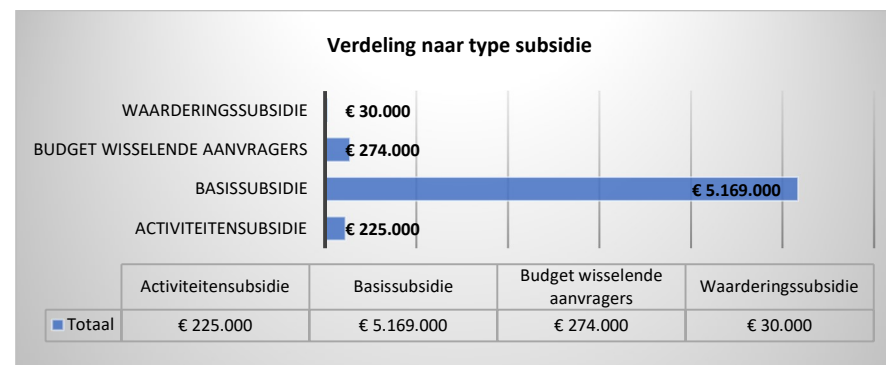 Verdeling naar type subsidie
WAARDERINGSSUBSIDIE € 30.000
BUDGET WISSELENDE AANVRAGERS € 274.000
BASISSUBSIDIE € 5.169.000
ACTIVITEITENSUBSIDIE € 225.000
Activiteitensubsidie Basissubsidie Budget wisselende aanvragers Waarderingssubsidie
Totaal € 225.000 € 5.169.000 € 274.000 € 30.000